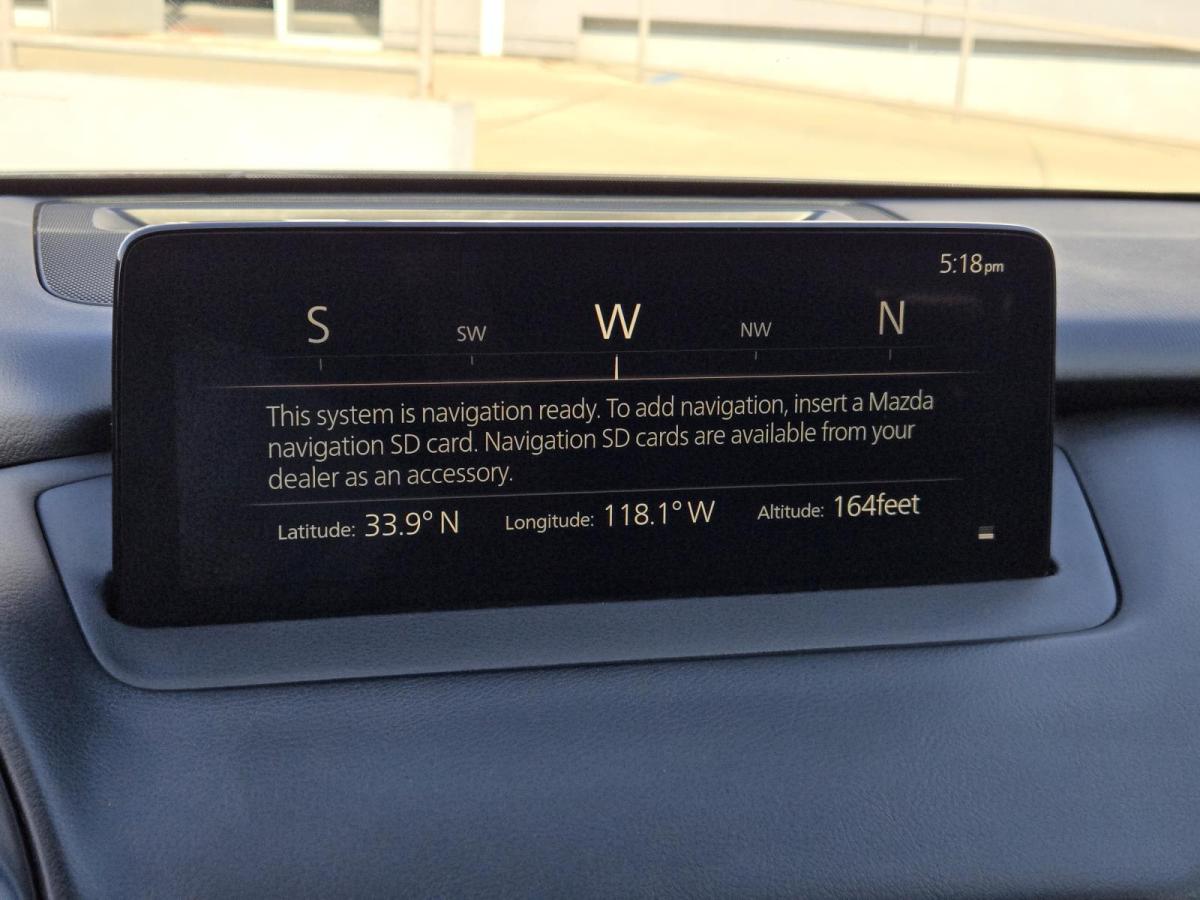 5:18pm
S SW W NW N
This system is navigation ready. To add navigation, insert a Mazda
navigation SD card. Navigation SD cards are available from your
dealer as an accessory.
Latitude: 33.9° N Longitude: 118.1° W Altitude: 164feet